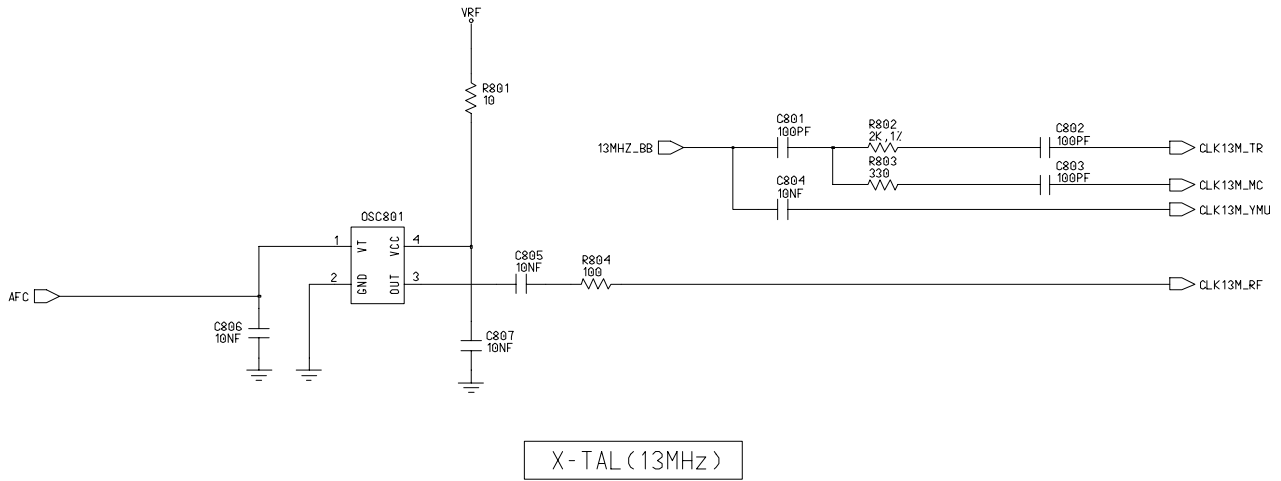 VRF
R801
10
C801
100PF
R802
2K,1%
C802
100PF
13MHZ_BB
CLK13M_TR
R803
330
C803
100PF
C804
10NF
CLK13M_MC
CLK13M_YMU
OSC801
1
VT
VCC
4
2
GND
OUT
3
C805
10NF
R804
100
CLK13M_RF
AFC
C806
10NF
C807
10NF
X-TAL(13MHz)